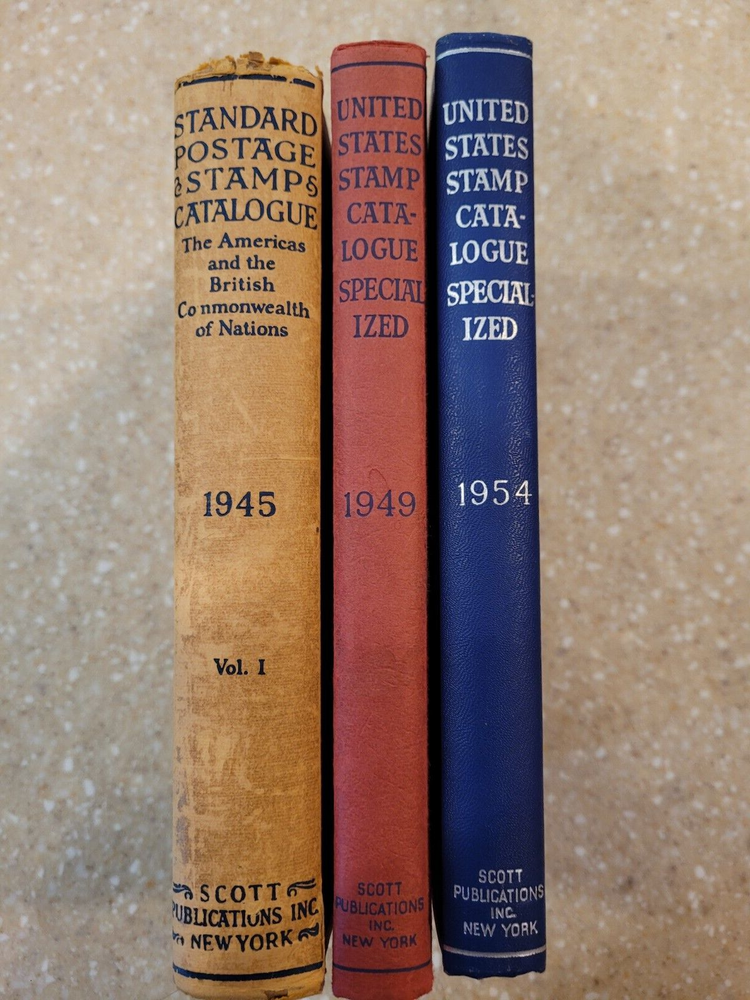 STANDARD
POSTAGE
STAMP
CATALOGUE
The Americas
and the
British
Commonwealth
of Nations
1945
Vol. I
SCOTT
PUBLICATIONS INC.
NEW YORK
UNITED
STATES
STAMP
CATA-
LOGUE
SPECIAL
IZED
1949
SCOTT
PUBLICATIONS
INC.
NEW YORK
UNITED
STATES
STAMP
CATA-
LOGUE
SPECIAL-
IZED
1954
SCOTT
PUBLICATIONS
INC.
NEW YORK